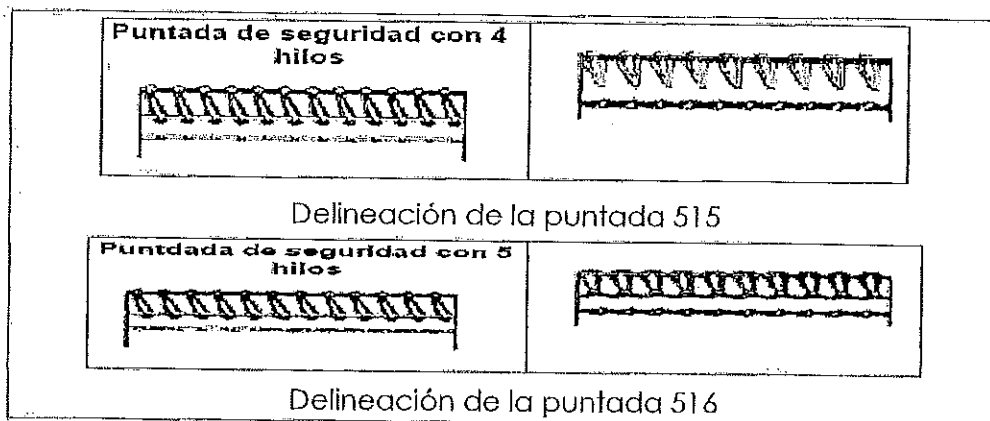 Puntada de seguridad con 4
hilos
Delineación de la puntada 515
Puntdada de seguridad con 5
hilos
Delineación de la puntada 516